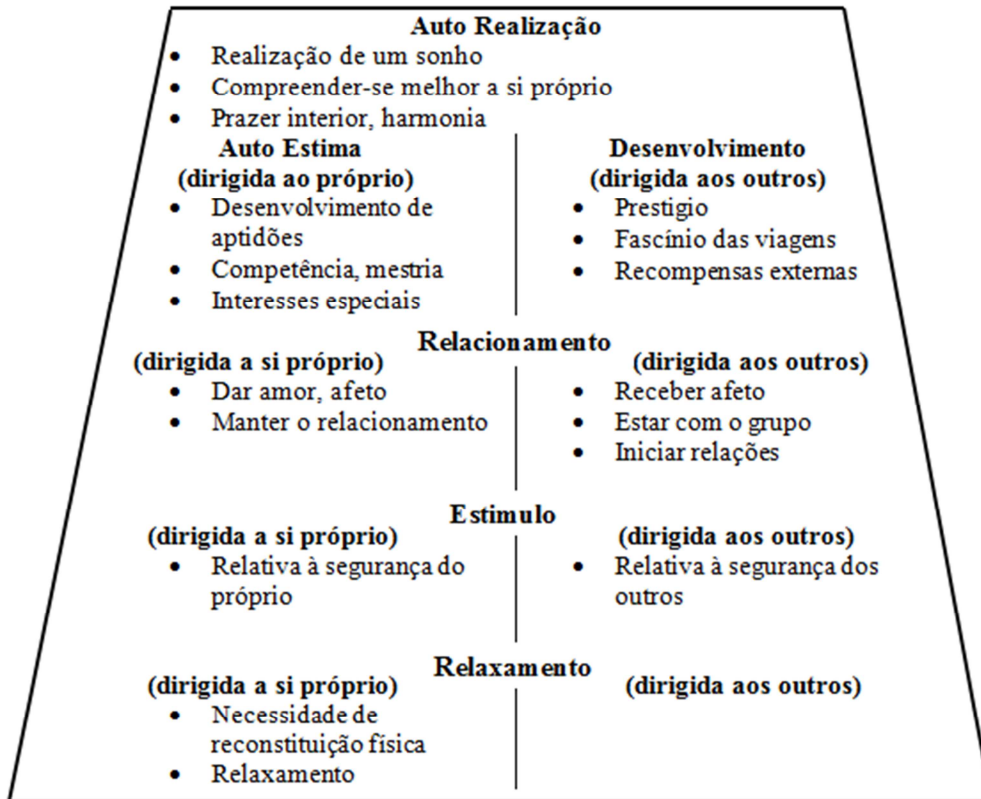 Auto Realização
• Realização de um sonho
• Compreender-se melhor a si próprio
• Prazer interior, harmonia
Auto Estima
(dirigida ao próprio)
• Desenvolvimento de
aptidões
• Competência, mestria
• Interesses especiais
Desenvolvimento
(dirigida aos outros)
• Prestigio
• Fascínio das viagens
• Recompensas externas
Relacionamento
(dirigida a si próprio)
• Dar amor, afeto
• Manter o relacionamento
(dirigida aos outros)
• Receber afeto
• Estar com o grupo
• Iniciar relações
Estimulo
(dirigida a si próprio)
• Relativa à segurança do
próprio
(dirigida aos outros)
• Relativa à segurança dos
outros
Relaxamento
(dirigida a si próprio)
• Necessidade de
reconstituição física
• Relaxamento
(dirigida aos outros)